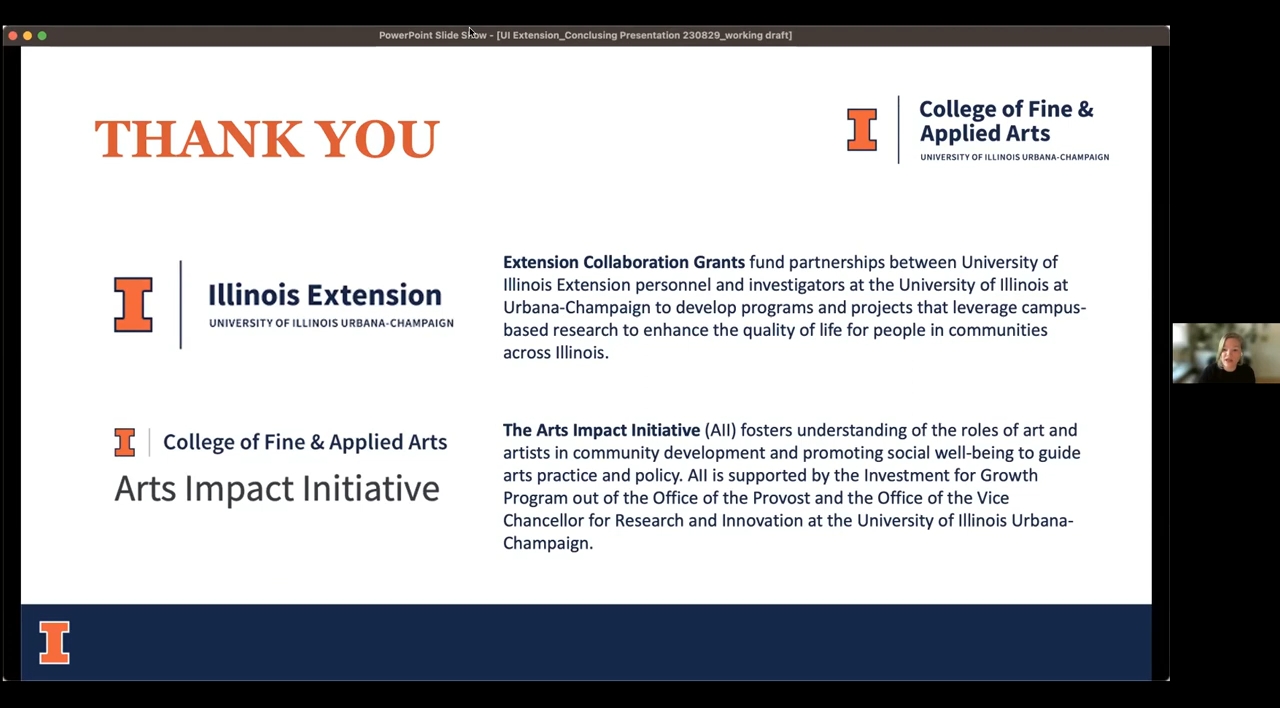 PowerPoint Slide Show - [UI Extension_Conclusing Presentation 230829_working draft]
THANK YOU
College of Fine &
Applied Arts
UNIVERSITY OF ILLINOIS URBANA-CHAMPAIGN
Illinois Extension
UNIVERSITY OF ILLINOIS URBANA-CHAMPAIGN
Extension Collaboration Grants fund partnerships between University of
Illinois Extension personnel and investigators at the University of Illinois at
Urbana-Champaign to develop programs and projects that leverage campus-
based research to enhance the quality of life for people in communities
across Illinois.
College of Fine & Applied Arts
Arts Impact Initiative
The Arts Impact Initiative (AII) fosters understanding of the roles of art and
artists in community development and promoting social well-being to guide
arts practice and policy. AII is supported by the Investment for Growth
Program out of the Office of the Provost and the Office of the Vice
Chancellor for Research and Innovation at the University of Illinois Urbana-
Champaign.